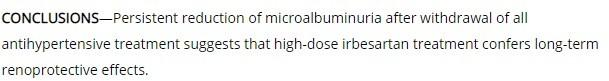 CONCLUSIONS—Persistent reduction of microalbuminuria after withdrawal of all
antihypertensive treatment suggests that high-dose irbesartan treatment confers long-term
renoprotective effects.